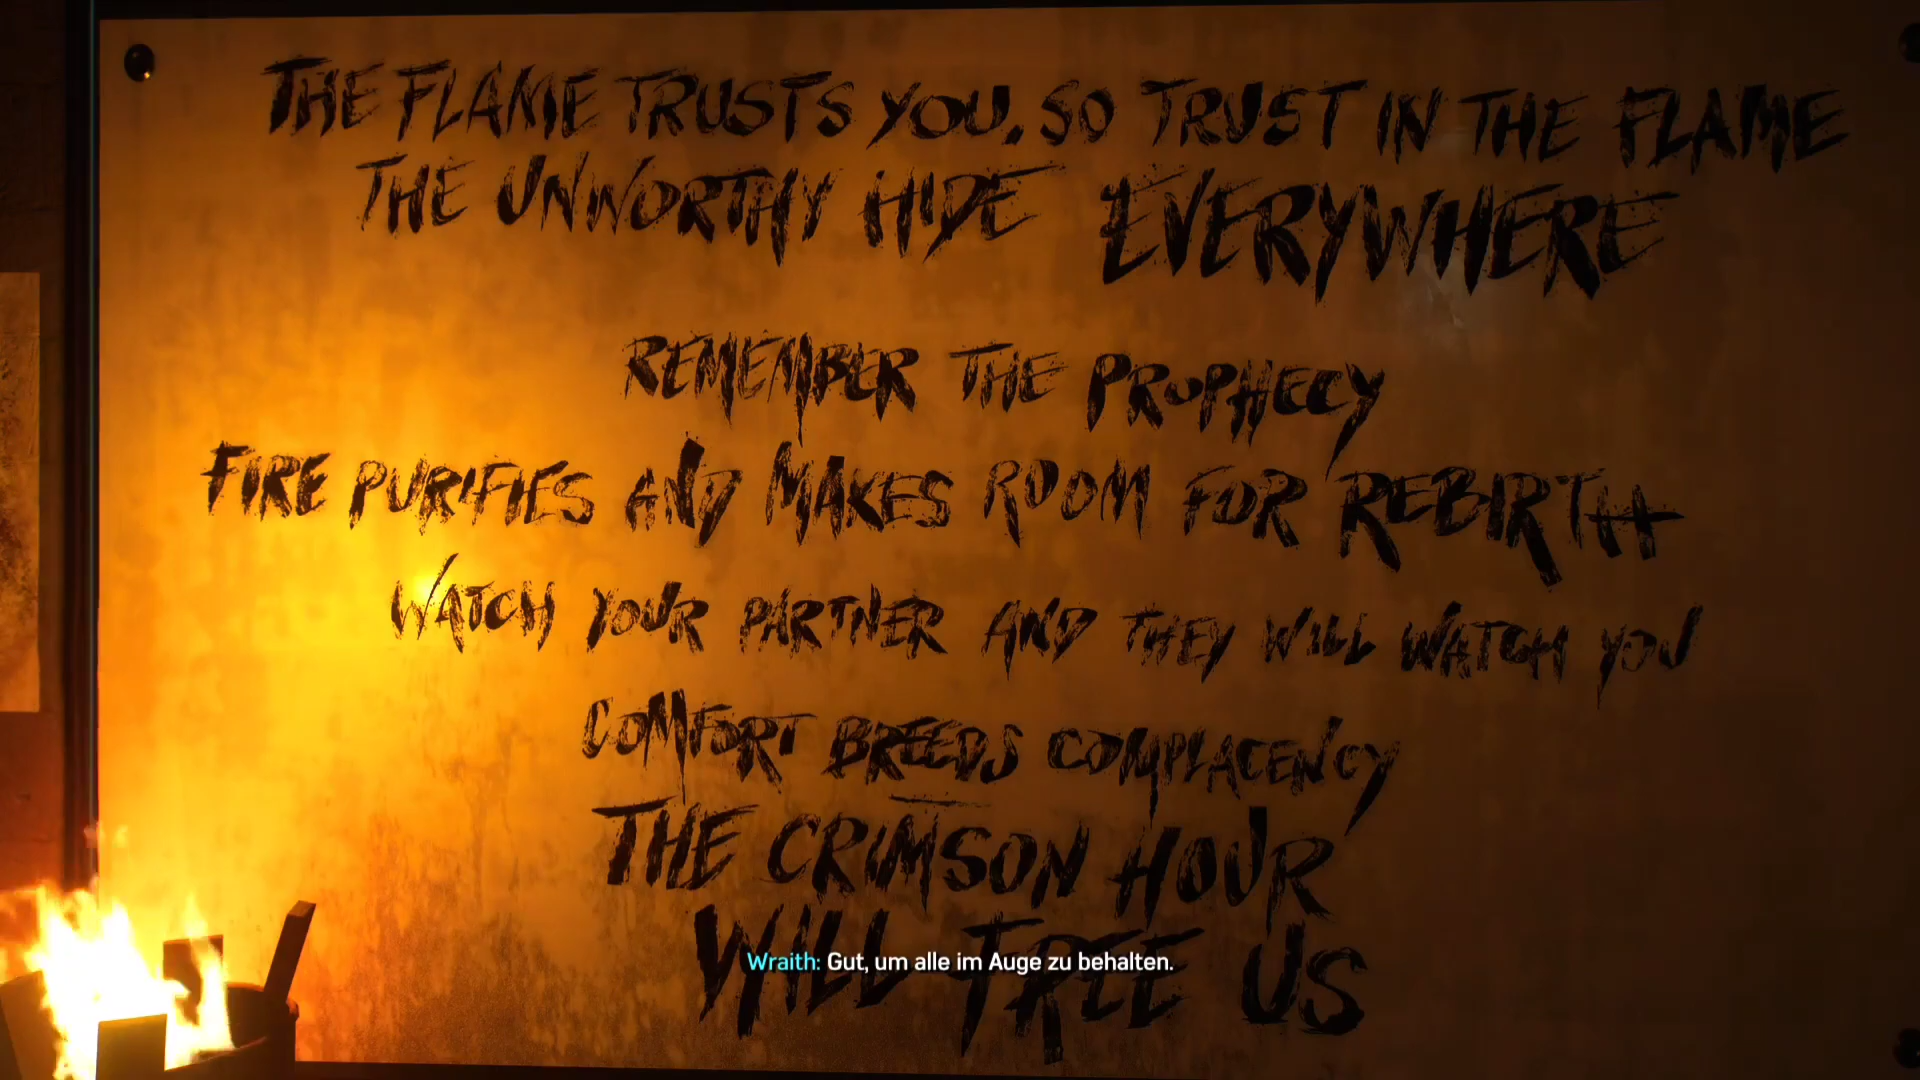 THE FLAME TRUSTS YOU. SO TRUST IN THE FLAME
THE UNWORTHY HIDE EVERYWHERE
REMEMBER THE PROPHECY
FIRE PURIFIES AND MAKES ROOM FOR REBIRTH
WATCH YOUR PARTNER AND THEY WILL WATCH YOU
COMFORT BREEDS COMPLACENCY
THE CRIMSON HOUR
WILL FREE US
Wraith: Gut, um alle im Auge zu behalten.